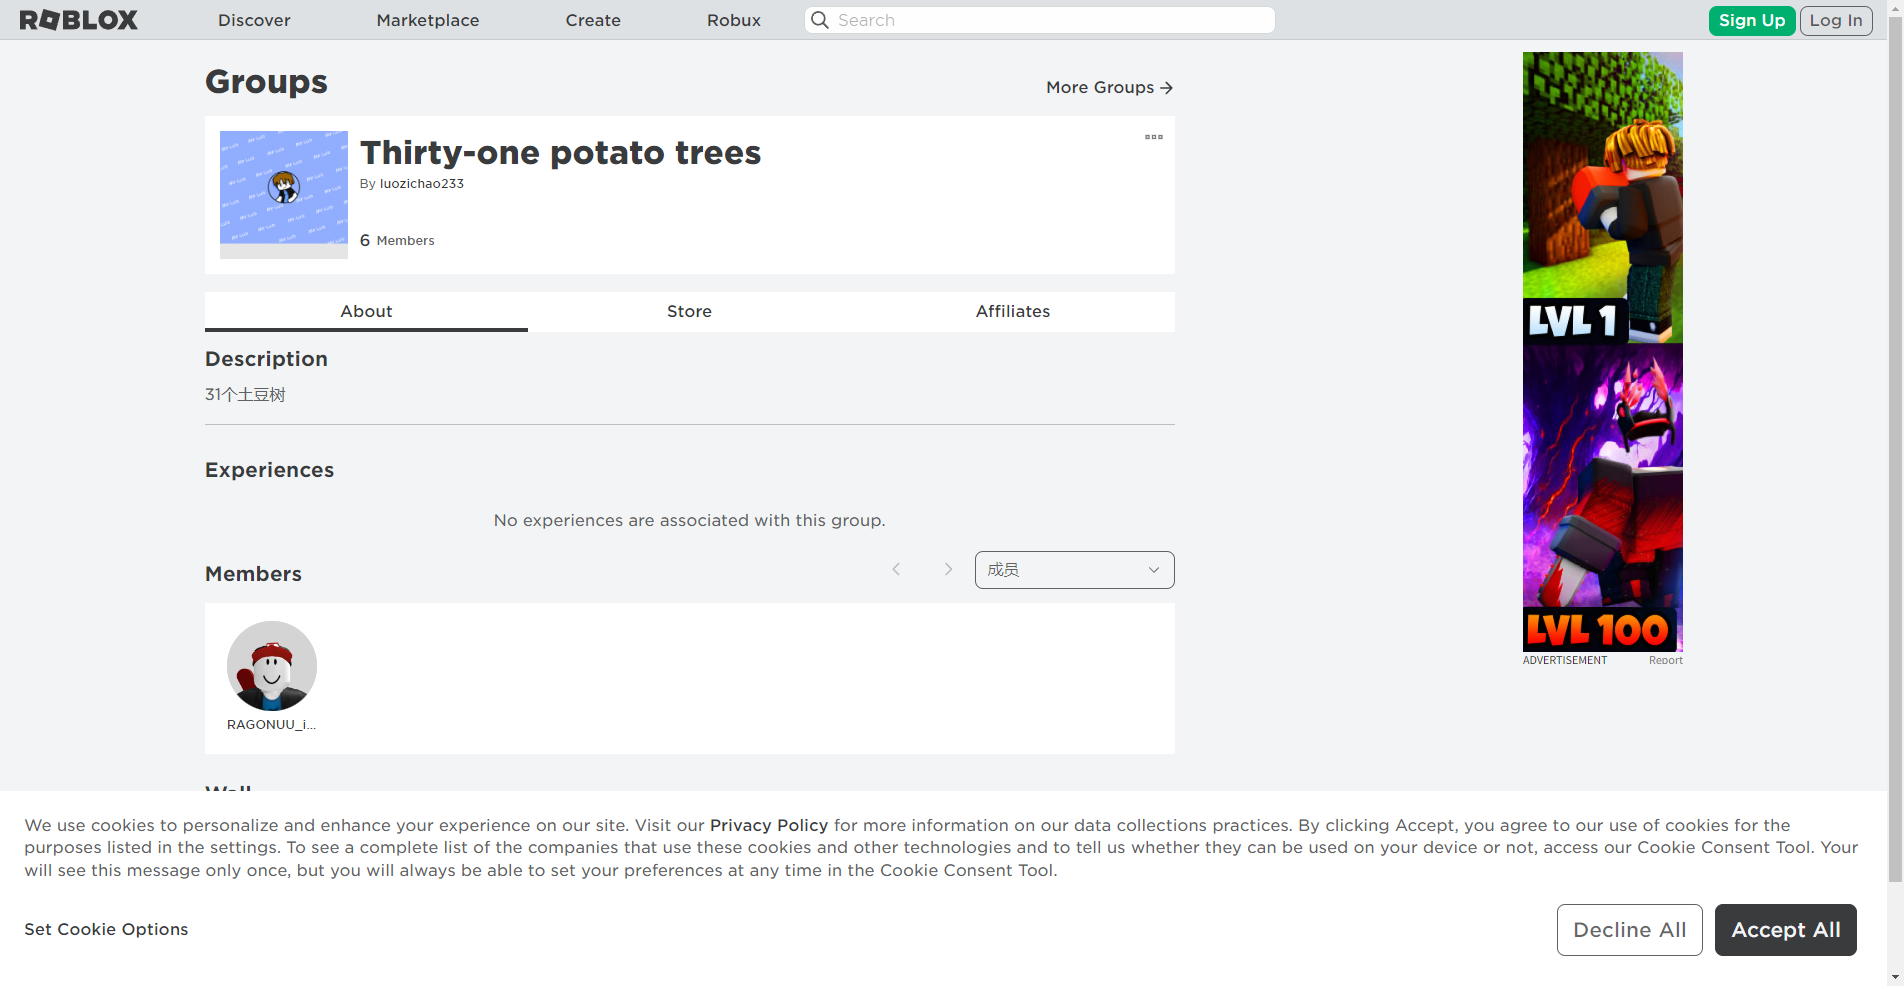 ROBLOX
Discover
Marketplace
Create
Robux
Search
Sign Up
Log In
Groups
More Groups
Thirty-one potato trees
By luozichao233
6 Members
About
Store
Affiliates
Description
31个土豆树
Experiences
No experiences are associated with this group.
Members
成员
RAGONUU_i...
LVL 1
LVL 100
ADVERTISEMENT
Report
Wall
We use cookies to personalize and enhance your experience on our site. Visit our Privacy Policy for more information on our data collections practices. By clicking Accept, you agree to our use of cookies for the
purposes listed in the settings. To see a complete list of the companies that use these cookies and other technologies and to tell us whether they can be used on your device or not, access our Cookie Consent Tool. Your
will see this message only once, but you will always be able to set your preferences at any time in the Cookie Consent Tool.
Set Cookie Options
Decline All
Accept All